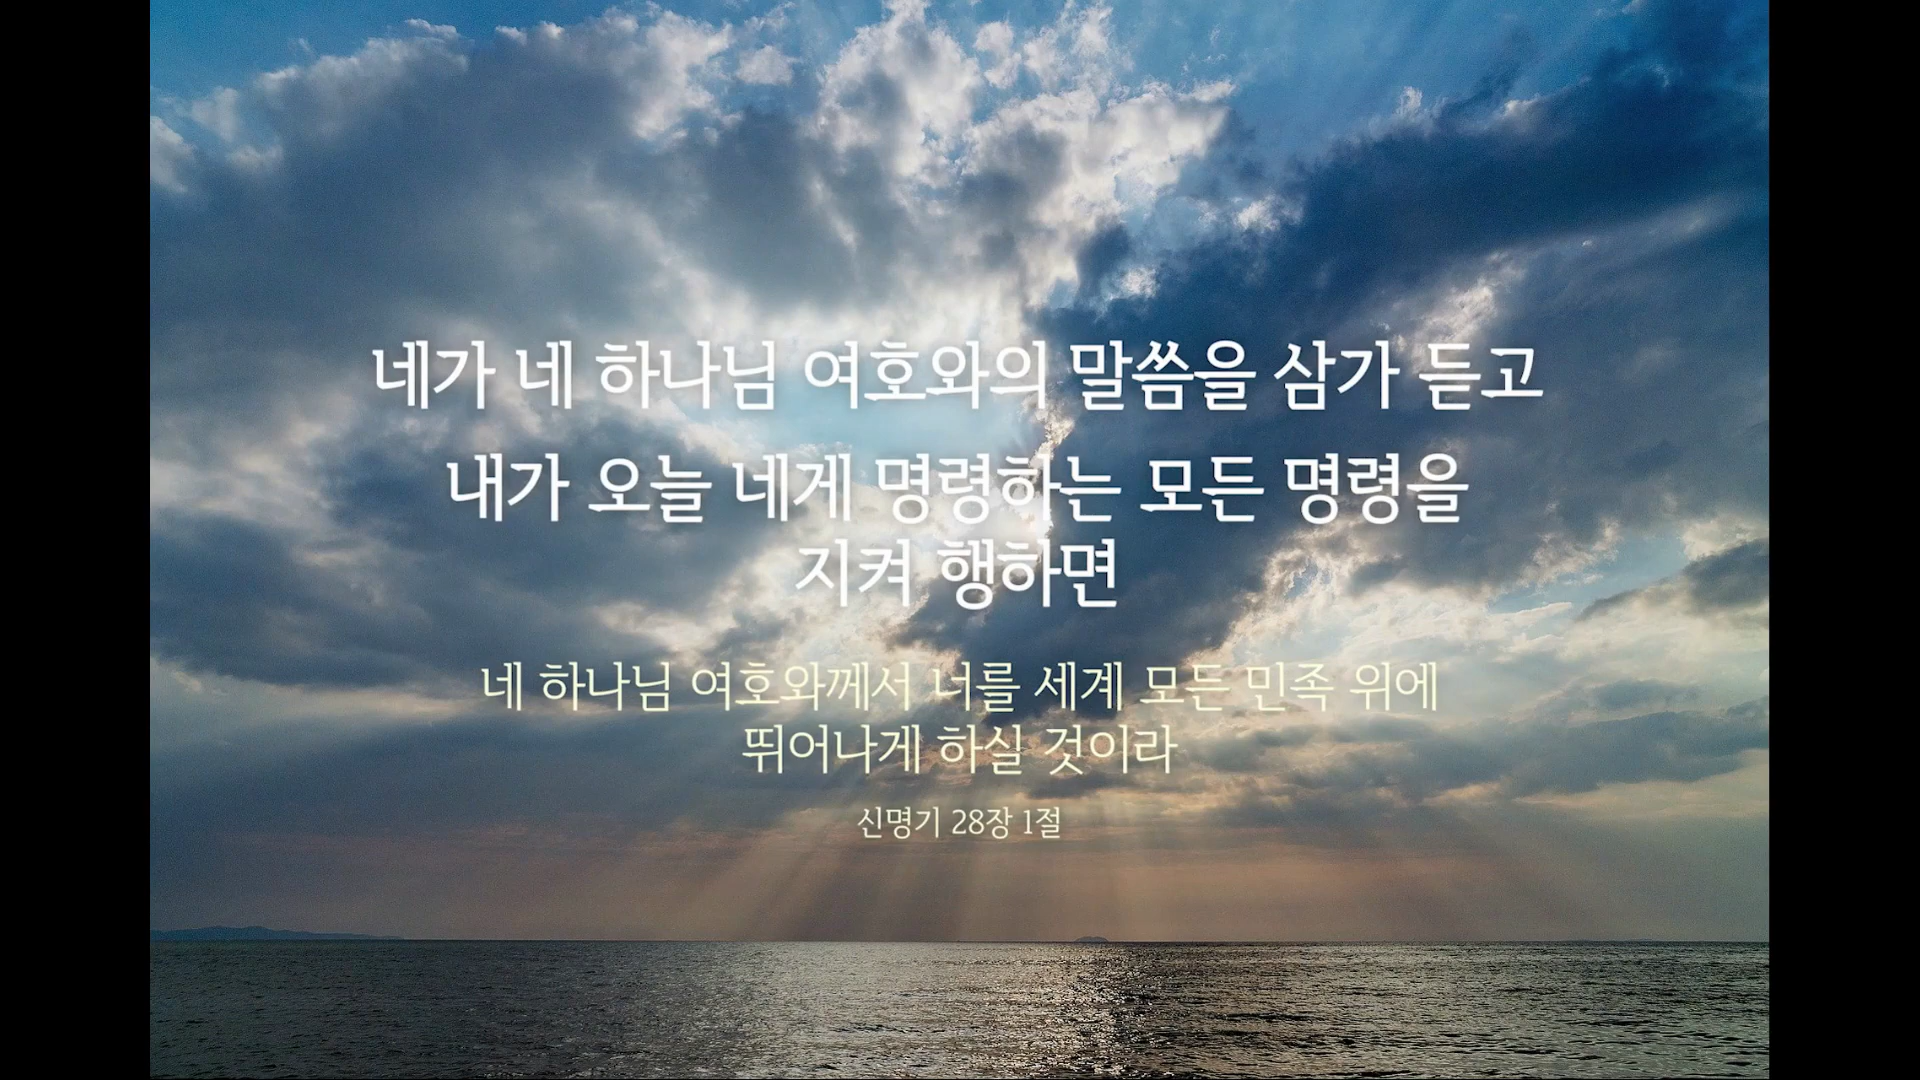 네가 네 하나님 여호와의 말씀을 삼가 듣고
내가 오늘 네게 명령하는 모든 명령을
지켜 행하면
네 하나님 여호와께서 너를 세계 모든 민족 위에
뛰어나게 하실 것이라
신명기 28장 1절